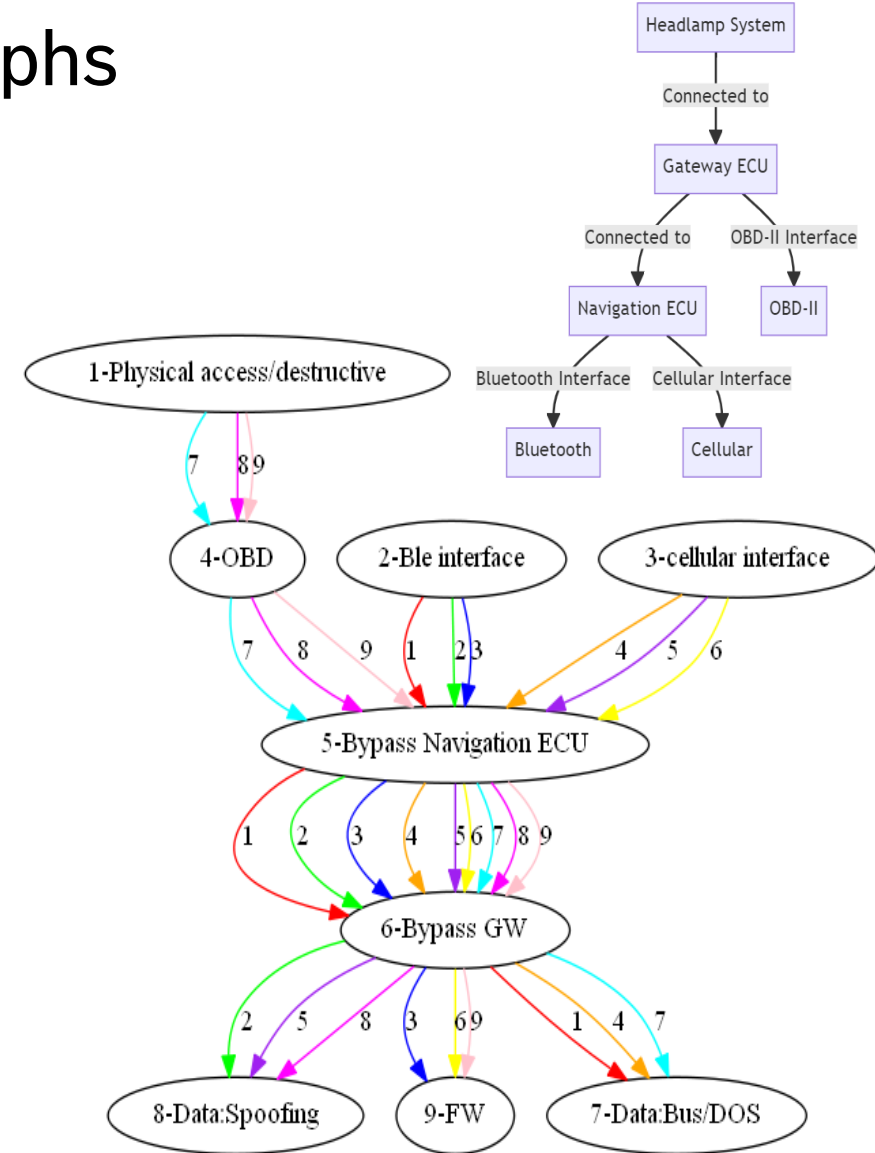 phs
Headlamp System
Connected to
Gateway ECU
Connected to
OBD-II Interface
Navigation ECU
OBD-II
Bluetooth Interface
Cellular Interface
Bluetooth
Cellular
1-Physical access/destructive
7
8
9
4-OBD
2-Ble interface
3-cellular interface
7
8
9
1
2
3
4
5
6
5-Bypass Navigation ECU
1
2
3
4
5
6
7
8
9
6-Bypass GW
2
5
8
3
6
9
1
4
7
8-Data:Spoofing
9-FW
7-Data:Bus/DOS